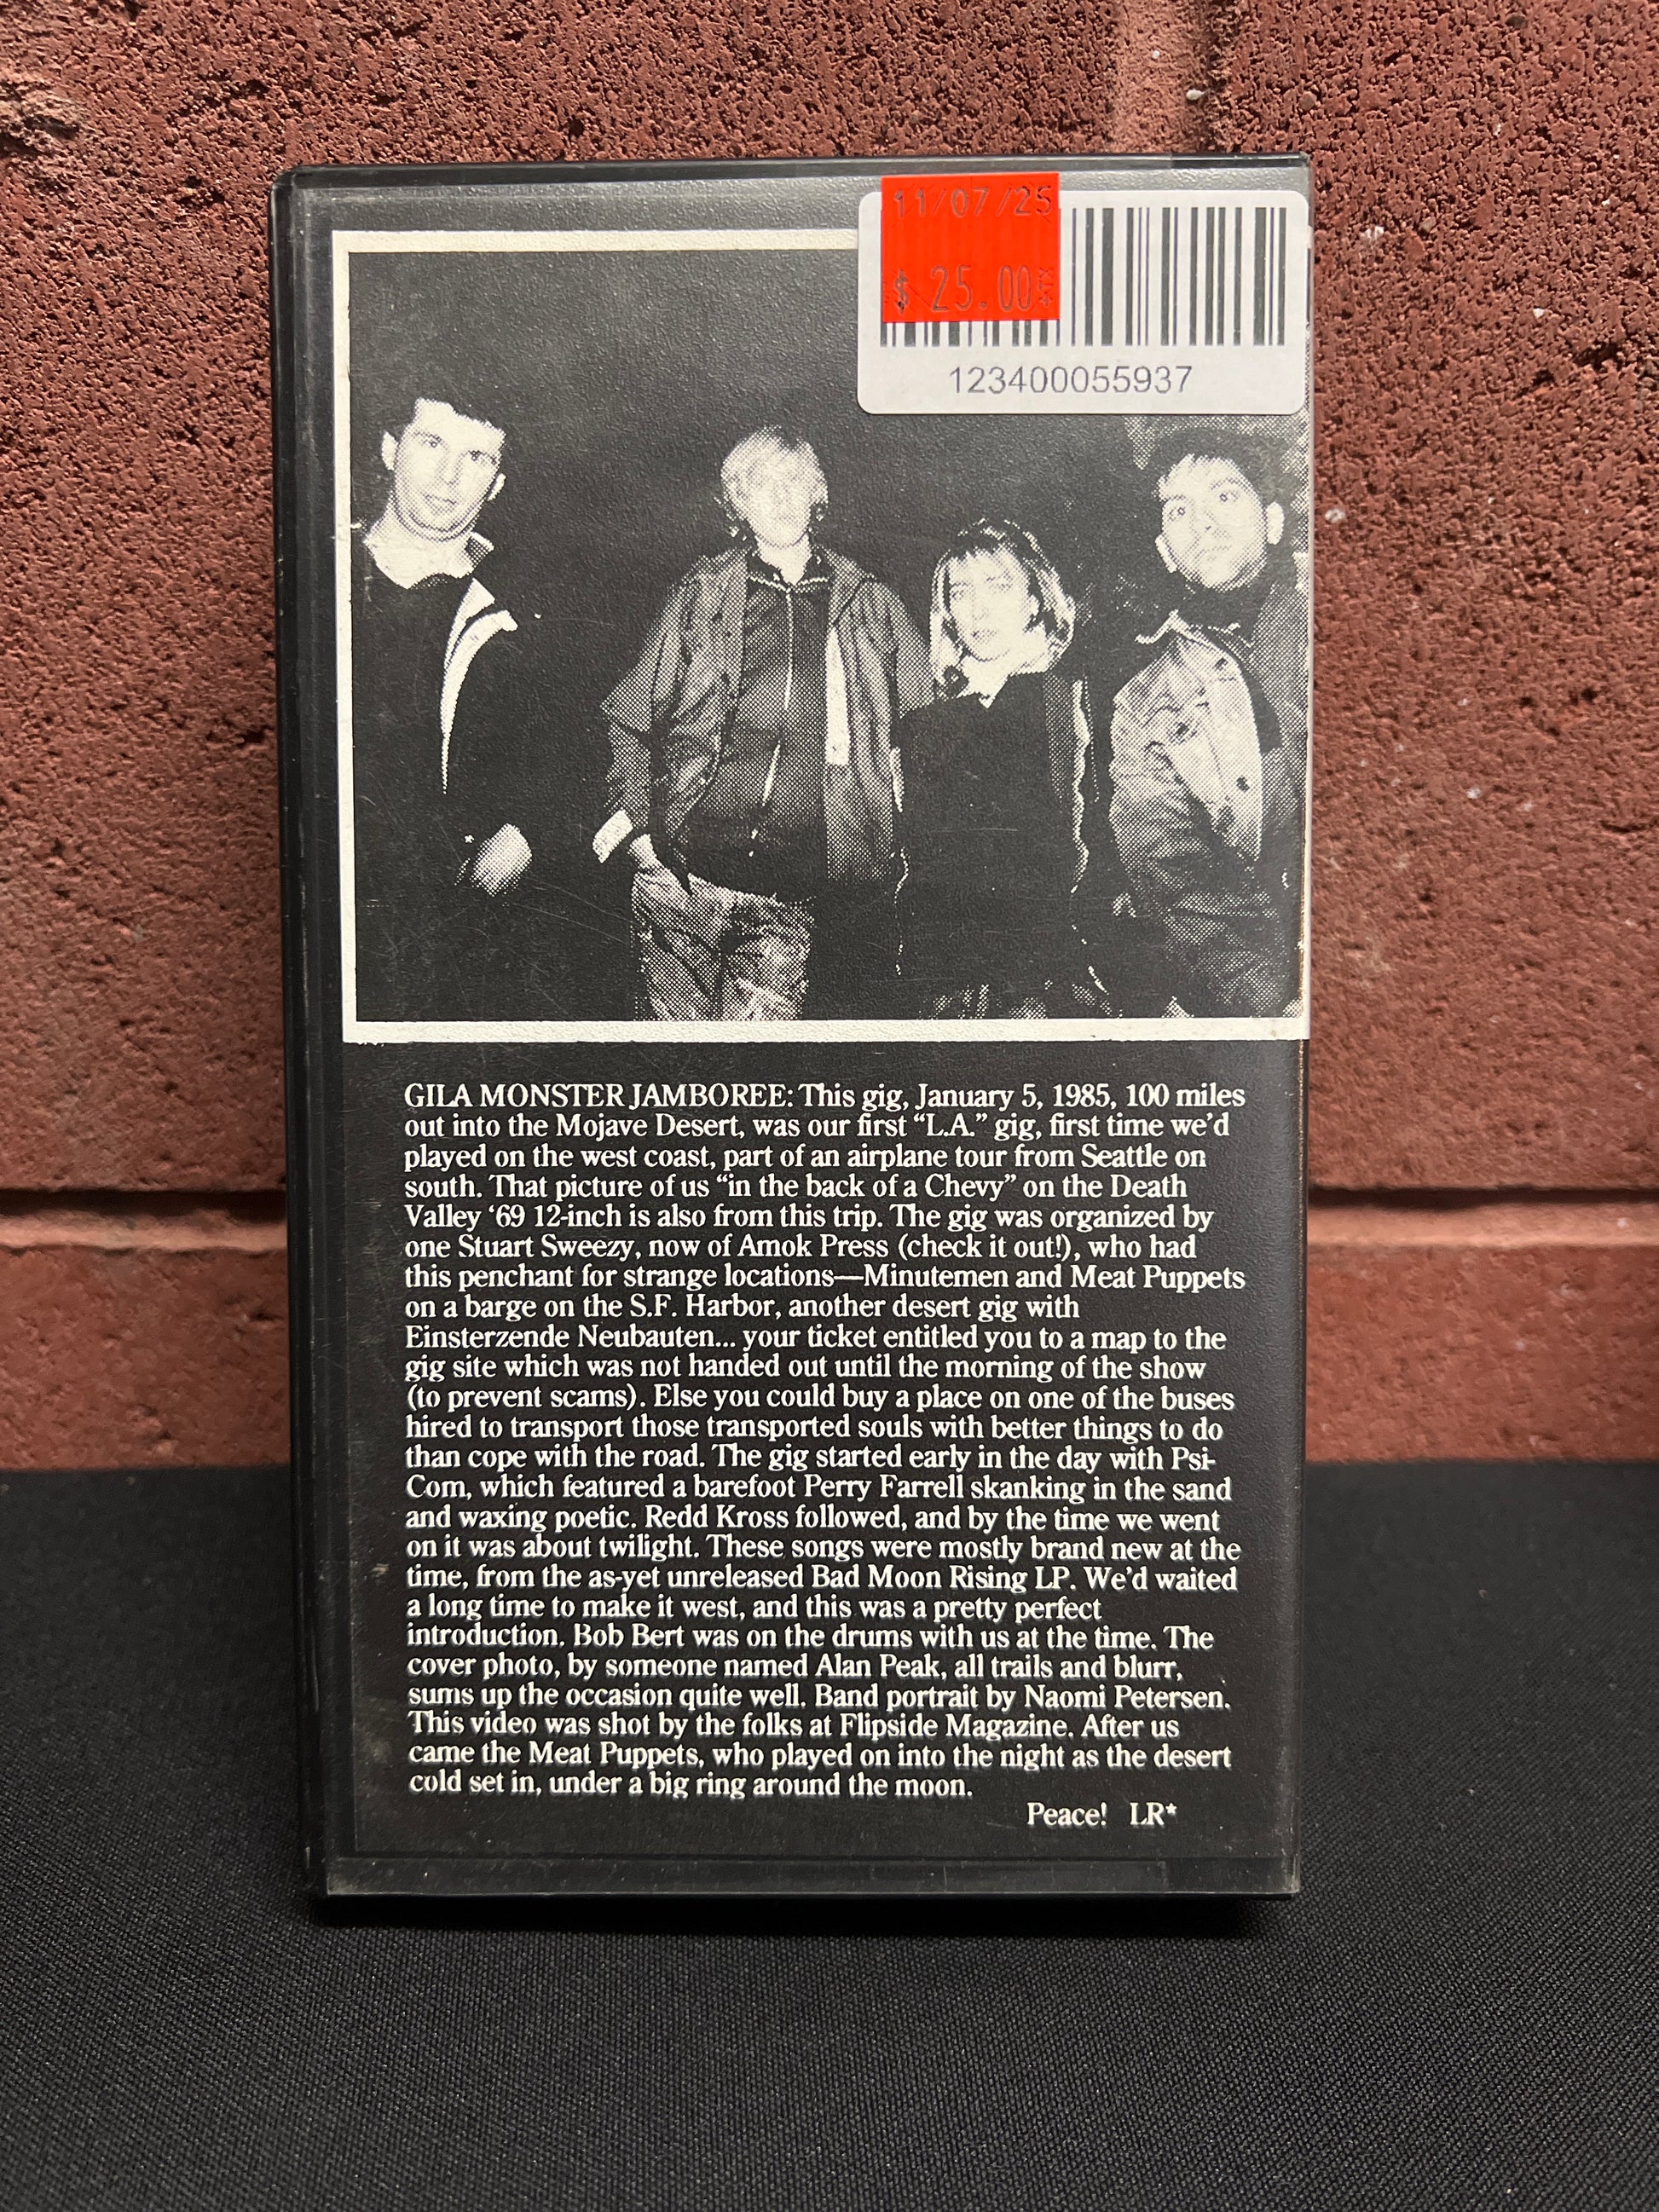 11/07/25
$ 25.00
123400055937
GILA MONSTER JAMBOREE: This gig, January 5, 1985, 100 miles
out into the Mojave Desert, was our first “L.A.” gig, first time we’d
played on the west coast, part of an airplane tour from Seattle on
south. That picture of us “in the back of a Chevy” on the Death
Valley ‘69 12-inch is also from this trip. The gig was organized by
one Stuart Sweezy, now of Amok Press (check it out!), who had
this penchant for strange locations—Minutemen and Meat Puppets
on a barge on the S.F. Harbor, another desert gig with
Einsterzende Neubauten... your ticket entitled you to a map to the
gig site which was not handed out until the morning of the show
(to prevent scams). Else you could buy a place on one of the buses
hired to transport those transported souls with better things to do
than cope with the road. The gig started early in the day with Psi-
Com, which featured a barefoot Perry Farrell skanking in the sand
and waxing poetic. Redd Kross followed, and by the time we went
on it was about twilight. These songs were mostly brand new at the
time, from the as-yet unreleased Bad Moon Rising LP. We’d waited
a long time to make it west, and this was a pretty perfect
introduction. Bob Bert was on the drums with us at the time. The
cover photo, by someone named Alan Peak, all trails and blurr,
sums up the occasion quite well. Band portrait by Naomi Petersen.
This video was shot by the folks at Flipside Magazine. After us
came the Meat Puppets, who played on into the night as the desert
cold set in, under a big ring around the moon.
Peace! LR*